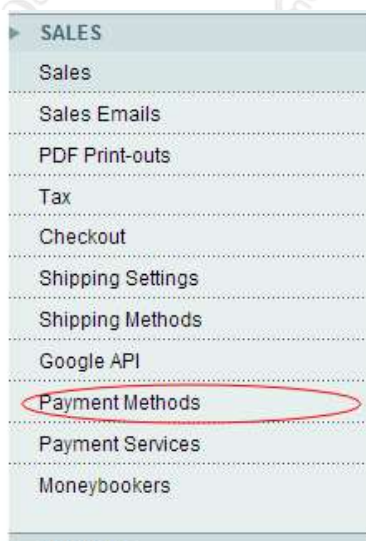 SALES
Sales
Sales Emails
PDF Print-outs
Tax
Checkout
Shipping Settings
Shipping Methods
Google API
Payment Methods
Payment Services
Moneybookers